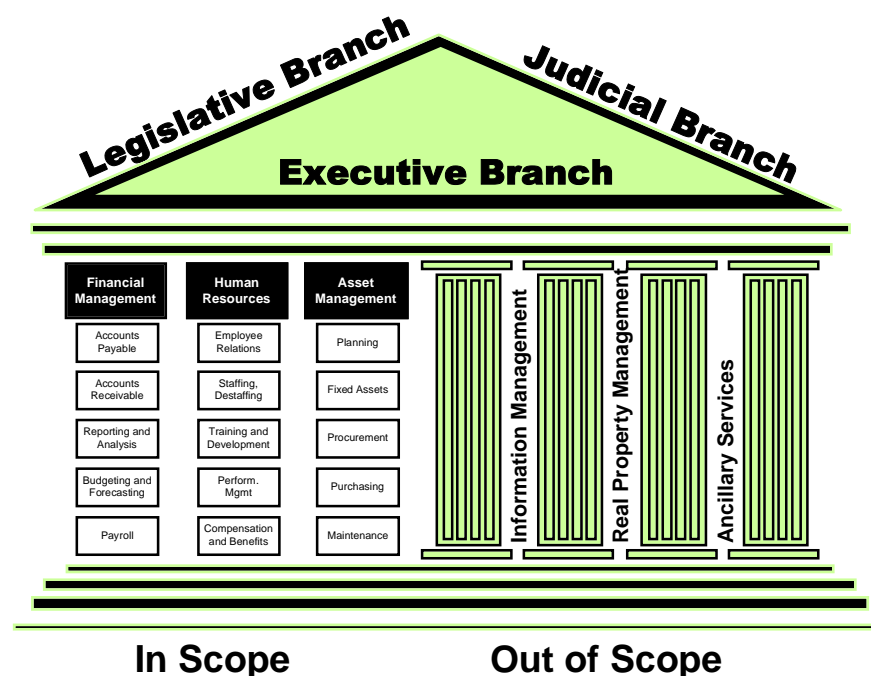 Legislative Branch
Judicial Branch
Executive Branch
Financial
Management
Accounts
Payable
Accounts
Receivable
Reporting and
Analysis
Budgeting and
Forecasting
Payroll
Human
Resources
Employee
Relations
Staffing,
Destaffing
Training and
Development
Perform.
Mgmt
Compensation
and Benefits
Asset
Management
Planning
Fixed Assets
Procurement
Purchasing
Maintenance
Information Management
Real Property Management
Ancillary Services
In Scope
Out of Scope